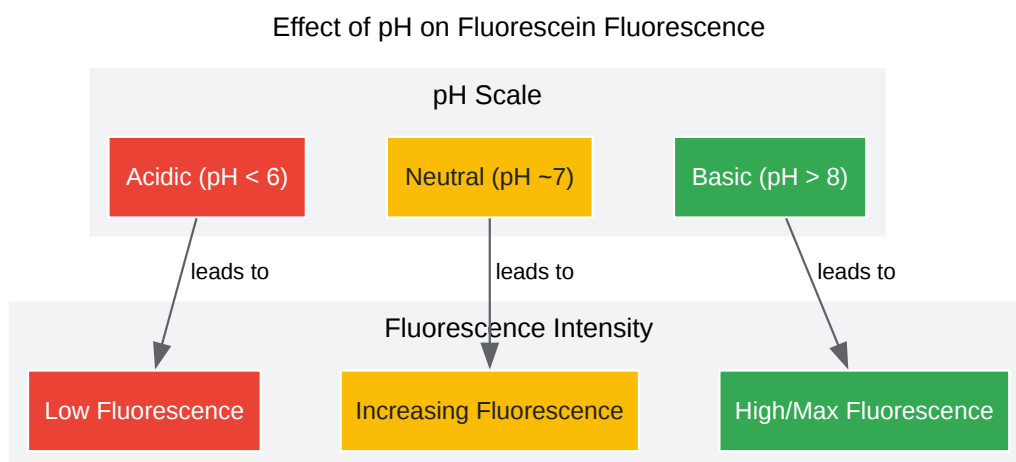 Effect of pH on Fluorescein Fluorescence
pH Scale
Acidic (pH < 6)
Neutral (pH ~7)
Basic (pH > 8)
leads to
leads to
leads to
Fluorescence Intensity
Low Fluorescence
Increasing Fluorescence
High/Max Fluorescence